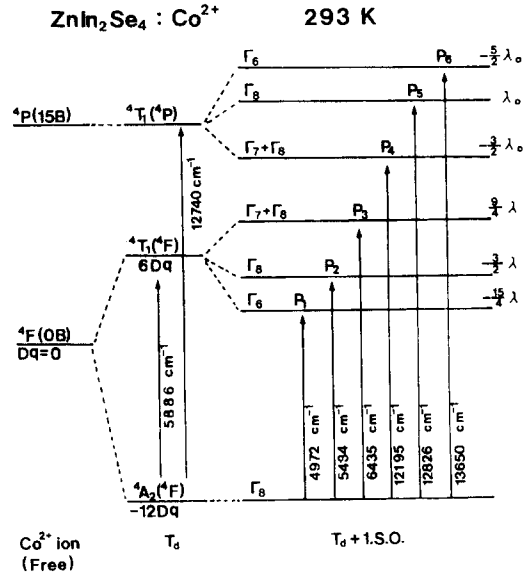 ZnIn₂Se₄ : Co²⁺ 293 K
Γ₆ P₆ -5/2 λₒ
Γ₈ P₅ λₒ
⁴P(15B) ⁴T₁(⁴P)
Γ₇+Γ₈ P₄ -3/2 λₒ
12740 cm⁻¹
Γ₇+Γ₈ P₃ 9/4 λ
⁴T₁(⁴F)
6Dq
Γ₈ P₂ -3/2 λ
Γ₆ P₁ -15/4 λ
⁴F(0B)
Dq=0
5886 cm⁻¹
4972 cm⁻¹
5434 cm⁻¹
6435 cm⁻¹
12195 cm⁻¹
12826 cm⁻¹
13650 cm⁻¹
⁴A₂(⁴F) Γ₈
-12Dq
Co²⁺ ion Td Td + 1.S.O.
(Free)